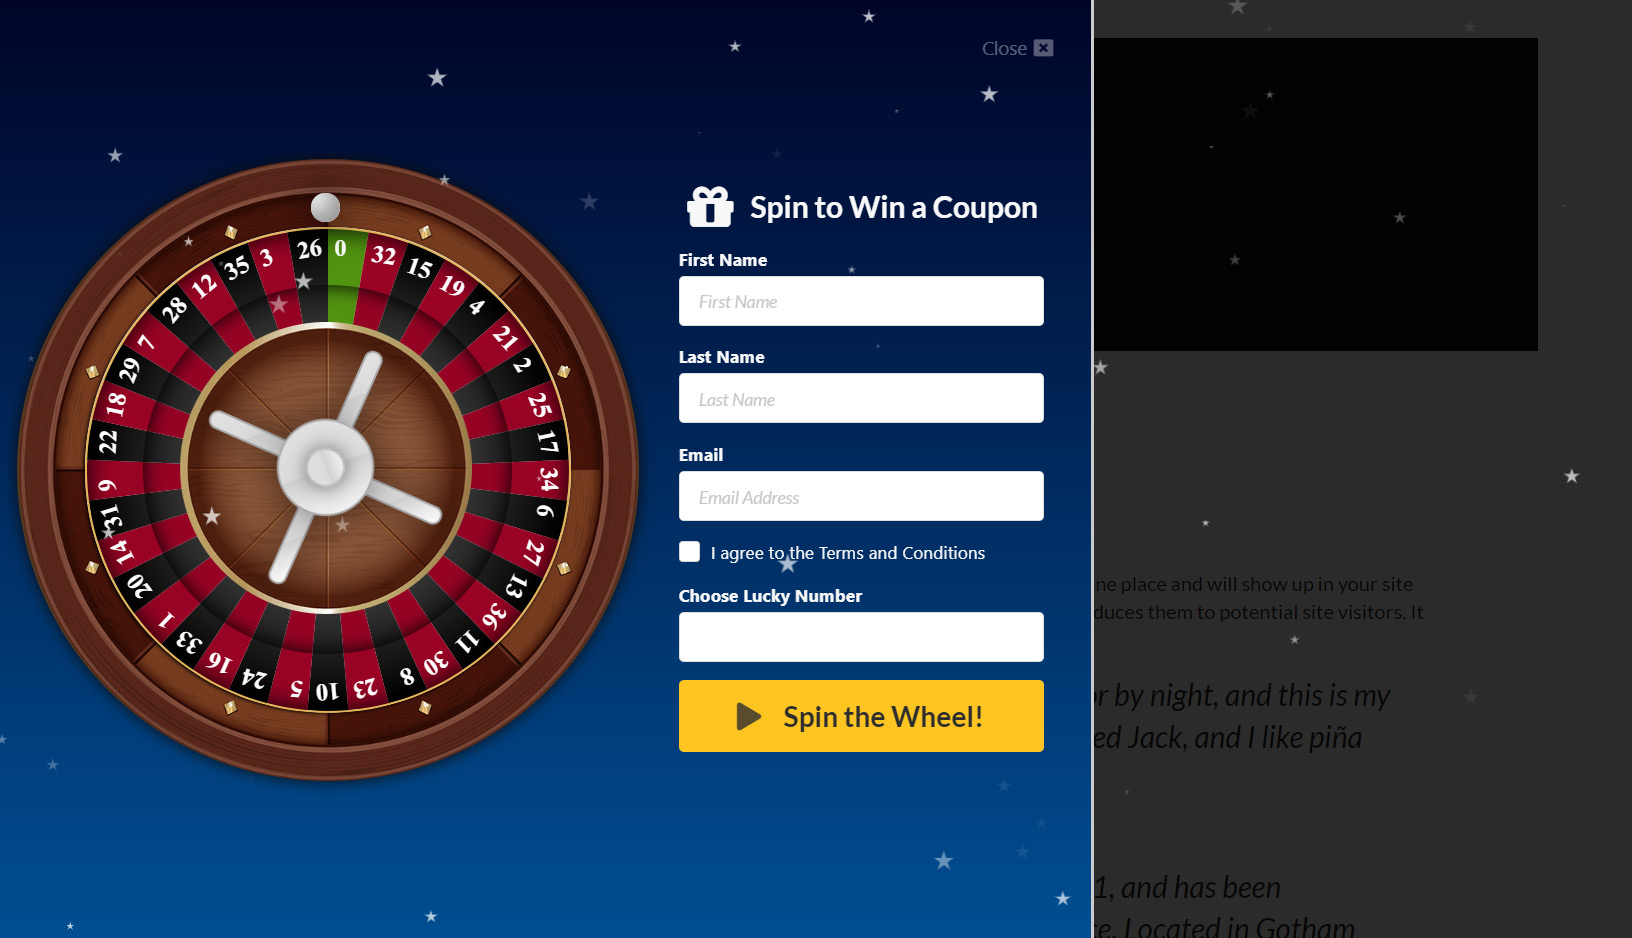 Close
Spin to Win a Coupon
First Name
First Name
Last Name
Last Name
Email
Email Address
I agree to the Terms and Conditions
Choose Lucky Number
Spin the Wheel!
0
32
15
19
4
21
2
25
17
34
6
27
13
36
11
30
8
23
10
5
24
16
33
1
20
14
31
9
22
18
29
7
28
12
35
3
26
ne place and will show up in your site
duces them to potential site visitors. It
or by night, and this is my
ed Jack, and I like piña
1, and has been
ce. Located in Gotham